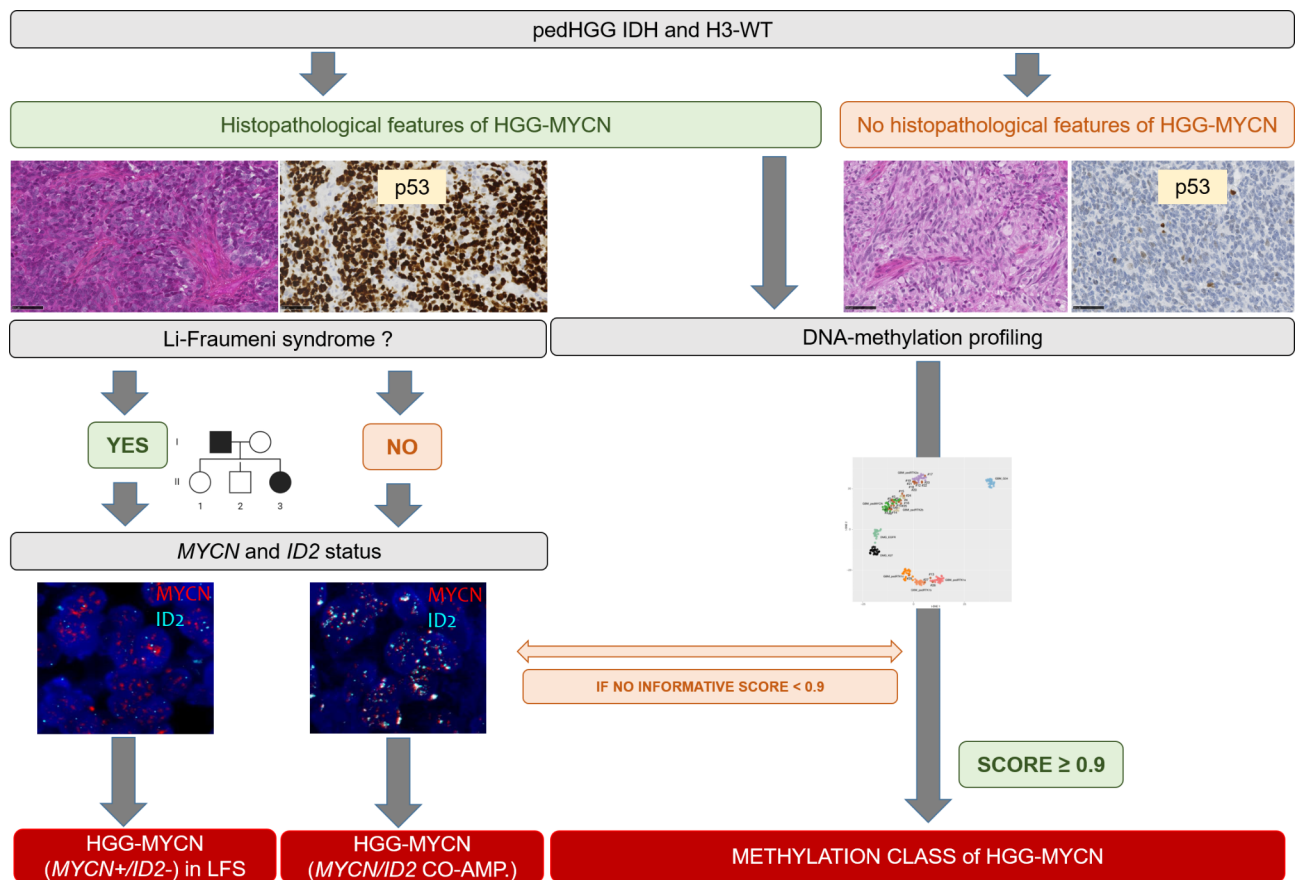 pedHGG IDH and H3-WT
Histopathological features of HGG-MYCN
No histopathological features of HGG-MYCN
p53
p53
Li-Fraumeni syndrome ?
DNA-methylation profiling
YES
NO
I
II
1
2
3
MYCN and ID2 status
MYCN
ID2
MYCN
ID2
IF NO INFORMATIVE SCORE < 0.9
SCORE ≥ 0.9
HGG-MYCN
(MYCN+/ID2-) in LFS
HGG-MYCN
(MYCN/ID2 CO-AMP.)
METHYLATION CLASS of HGG-MYCN